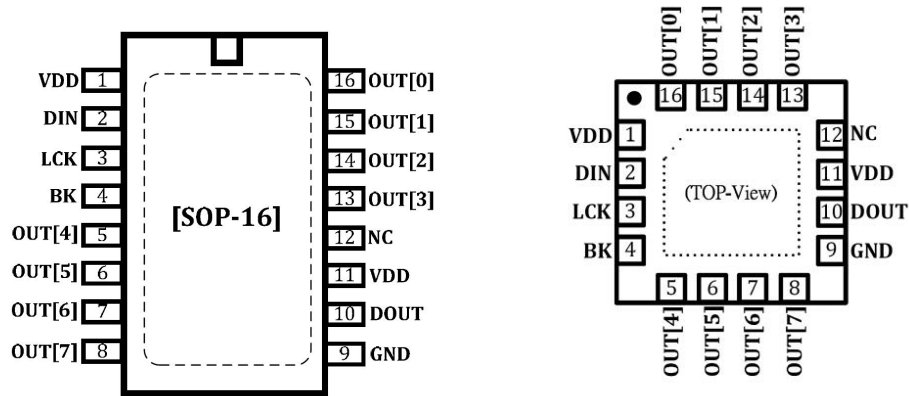 VDD 1
DIN 2
LCK 3
BK 4
OUT[4] 5
OUT[5] 6
OUT[6] 7
OUT[7] 8
[SOP-16]
16 OUT[0]
15 OUT[1]
14 OUT[2]
13 OUT[3]
12 NC
11 VDD
10 DOUT
9 GND
OUT[0]
OUT[1]
OUT[2]
OUT[3]
16 15 14 13
VDD 1
DIN 2
LCK 3
BK 4
(TOP-View)
12 NC
11 VDD
10 DOUT
9 GND
5 6 7 8
OUT[4]
OUT[5]
OUT[6]
OUT[7]